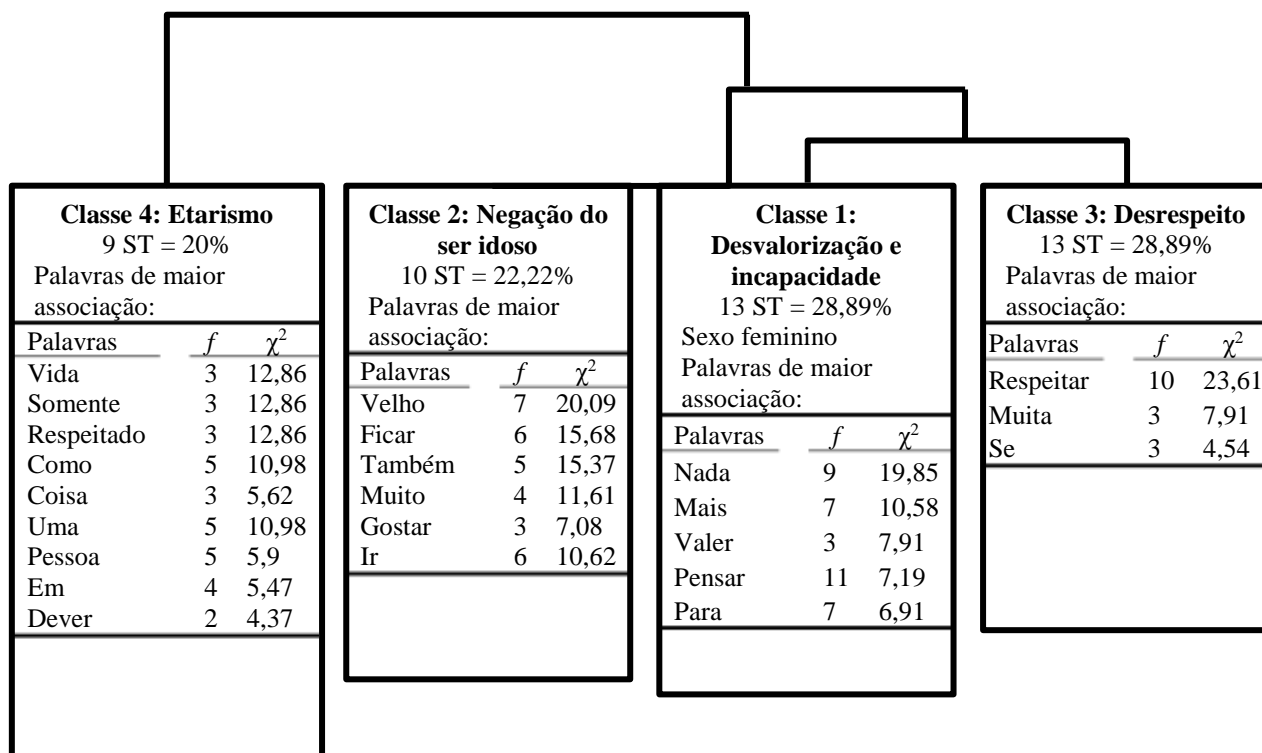 Classe 4: Etarismo
9 ST = 20%
Palavras de maior
associação:
Palavras f χ²
Vida 3 12,86
Somente 3 12,86
Respeitado 3 12,86
Como 5 10,98
Coisa 3 5,62
Uma 5 10,98
Pessoa 5 5,9
Em 4 5,47
Dever 2 4,37
Classe 2: Negação do
ser idoso
10 ST = 22,22%
Palavras de maior
associação:
Palavras f χ²
Velho 7 20,09
Ficar 6 15,68
Também 5 15,37
Muito 4 11,61
Gostar 3 7,08
Ir 6 10,62
Classe 1:
Desvalorização e
incapacidade
13 ST = 28,89%
Sexo feminino
Palavras de maior
associação:
Palavras f χ²
Nada 9 19,85
Mais 7 10,58
Valer 3 7,91
Pensar 11 7,19
Para 7 6,91
Classe 3: Desrespeito
13 ST = 28,89%
Palavras de maior
associação:
Palavras f χ²
Respeitar 10 23,61
Muita 3 7,91
Se 3 4,54